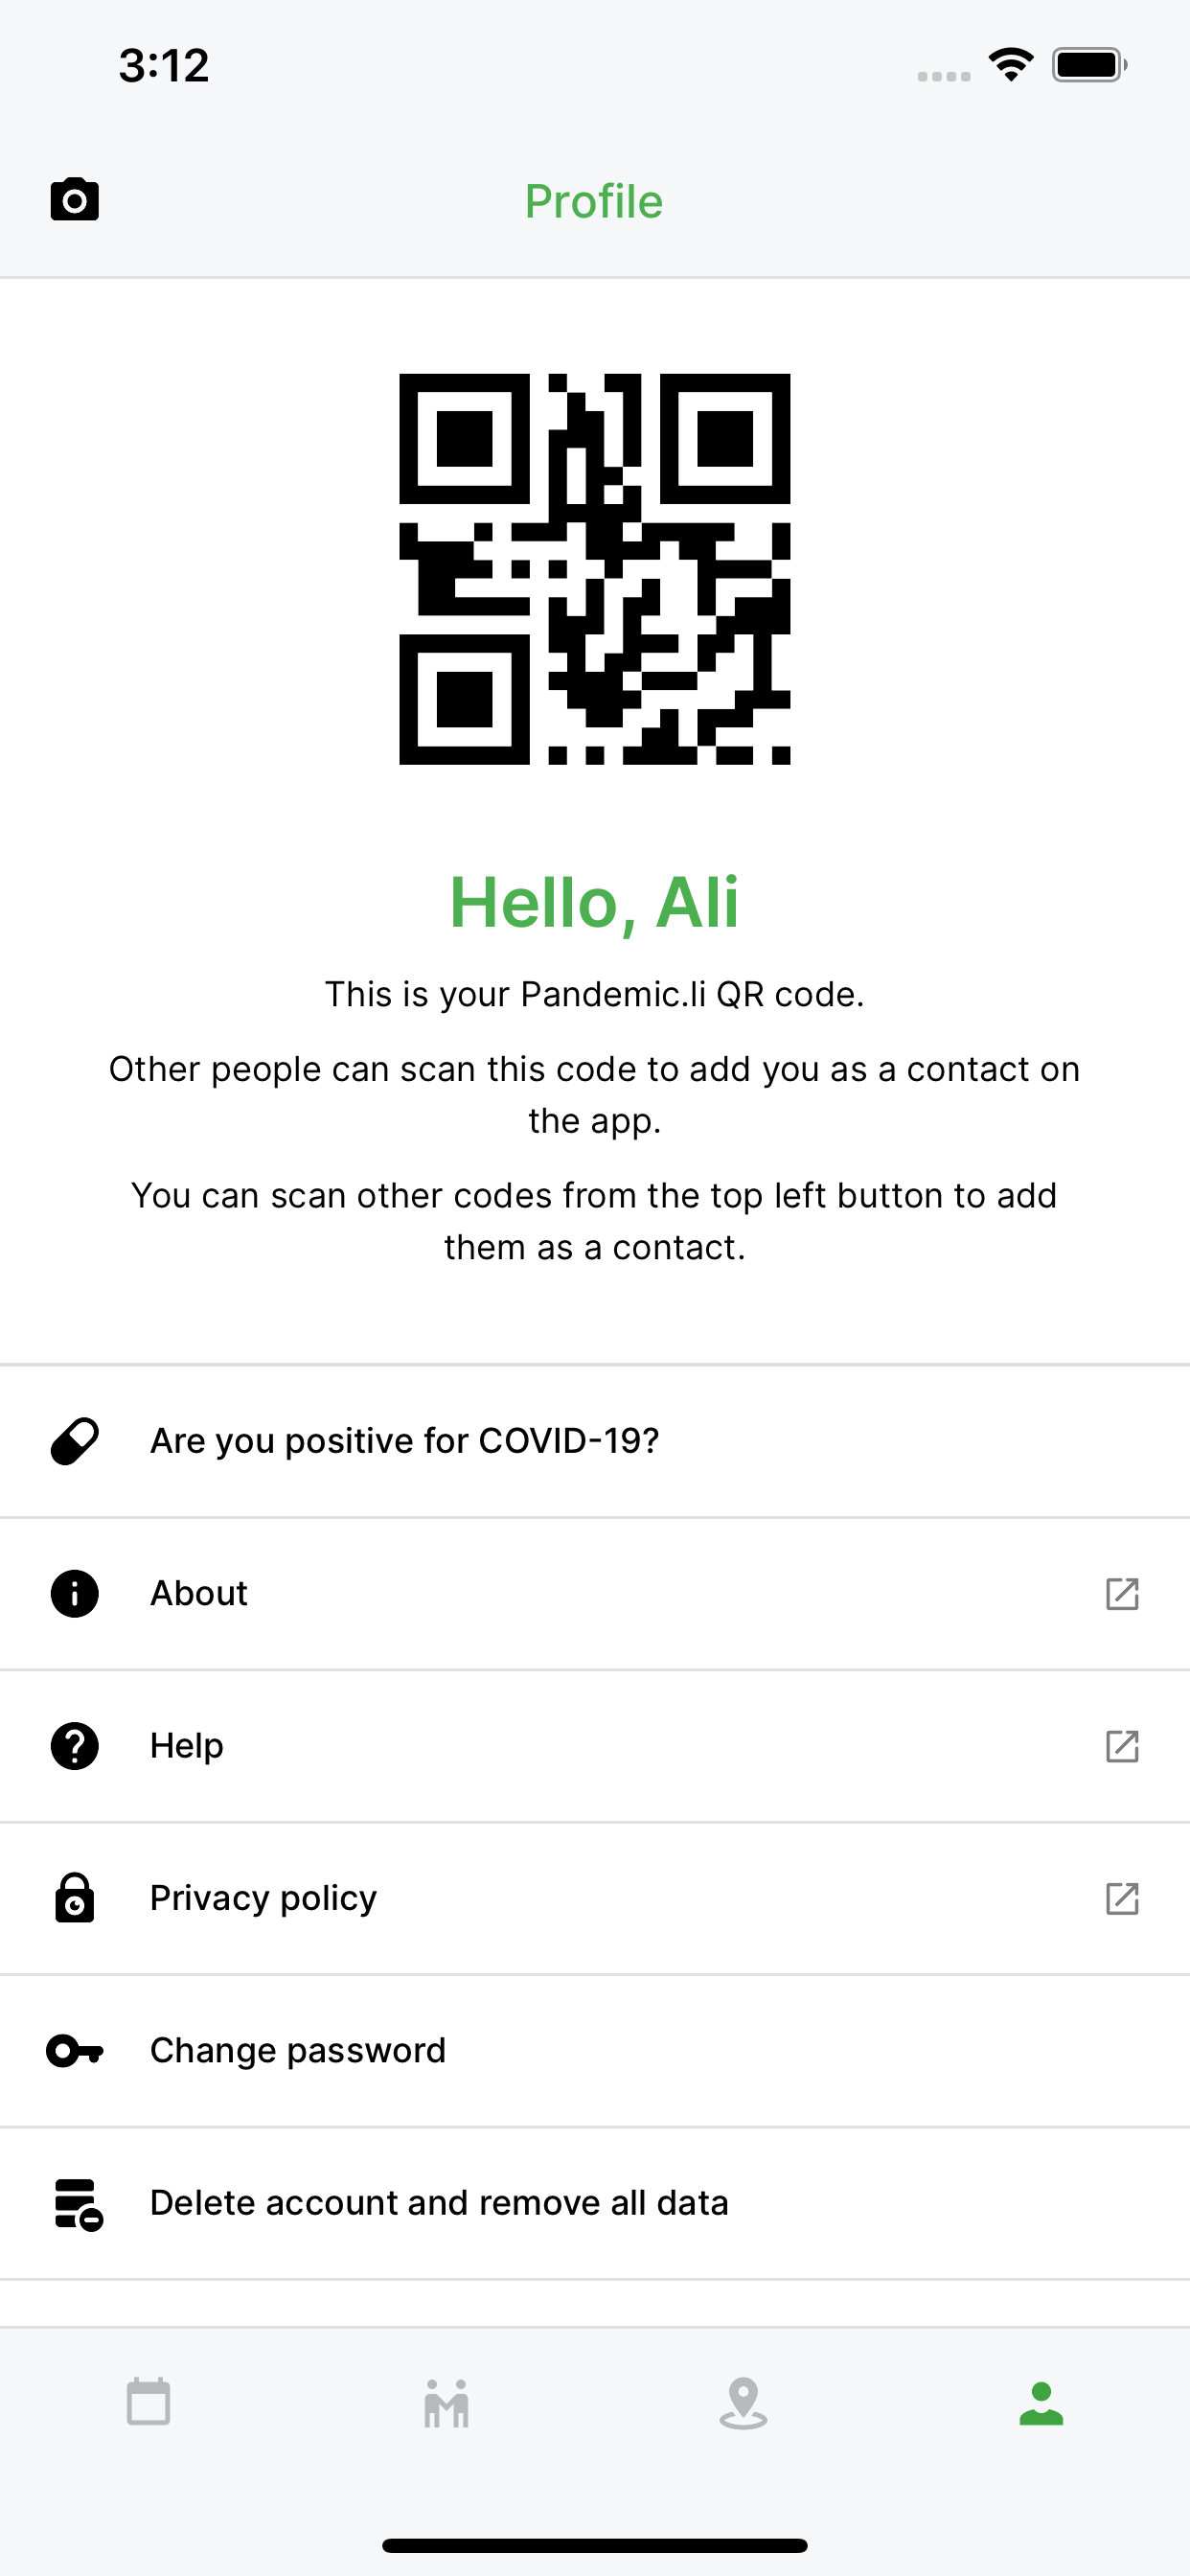 3:12
Profile
Hello, Ali
This is your Pandemic.li QR code.
Other people can scan this code to add you as a contact on
the app.
You can scan other codes from the top left button to add
them as a contact.
Are you positive for COVID-19?
About
Help
Privacy policy
Change password
Delete account and remove all data